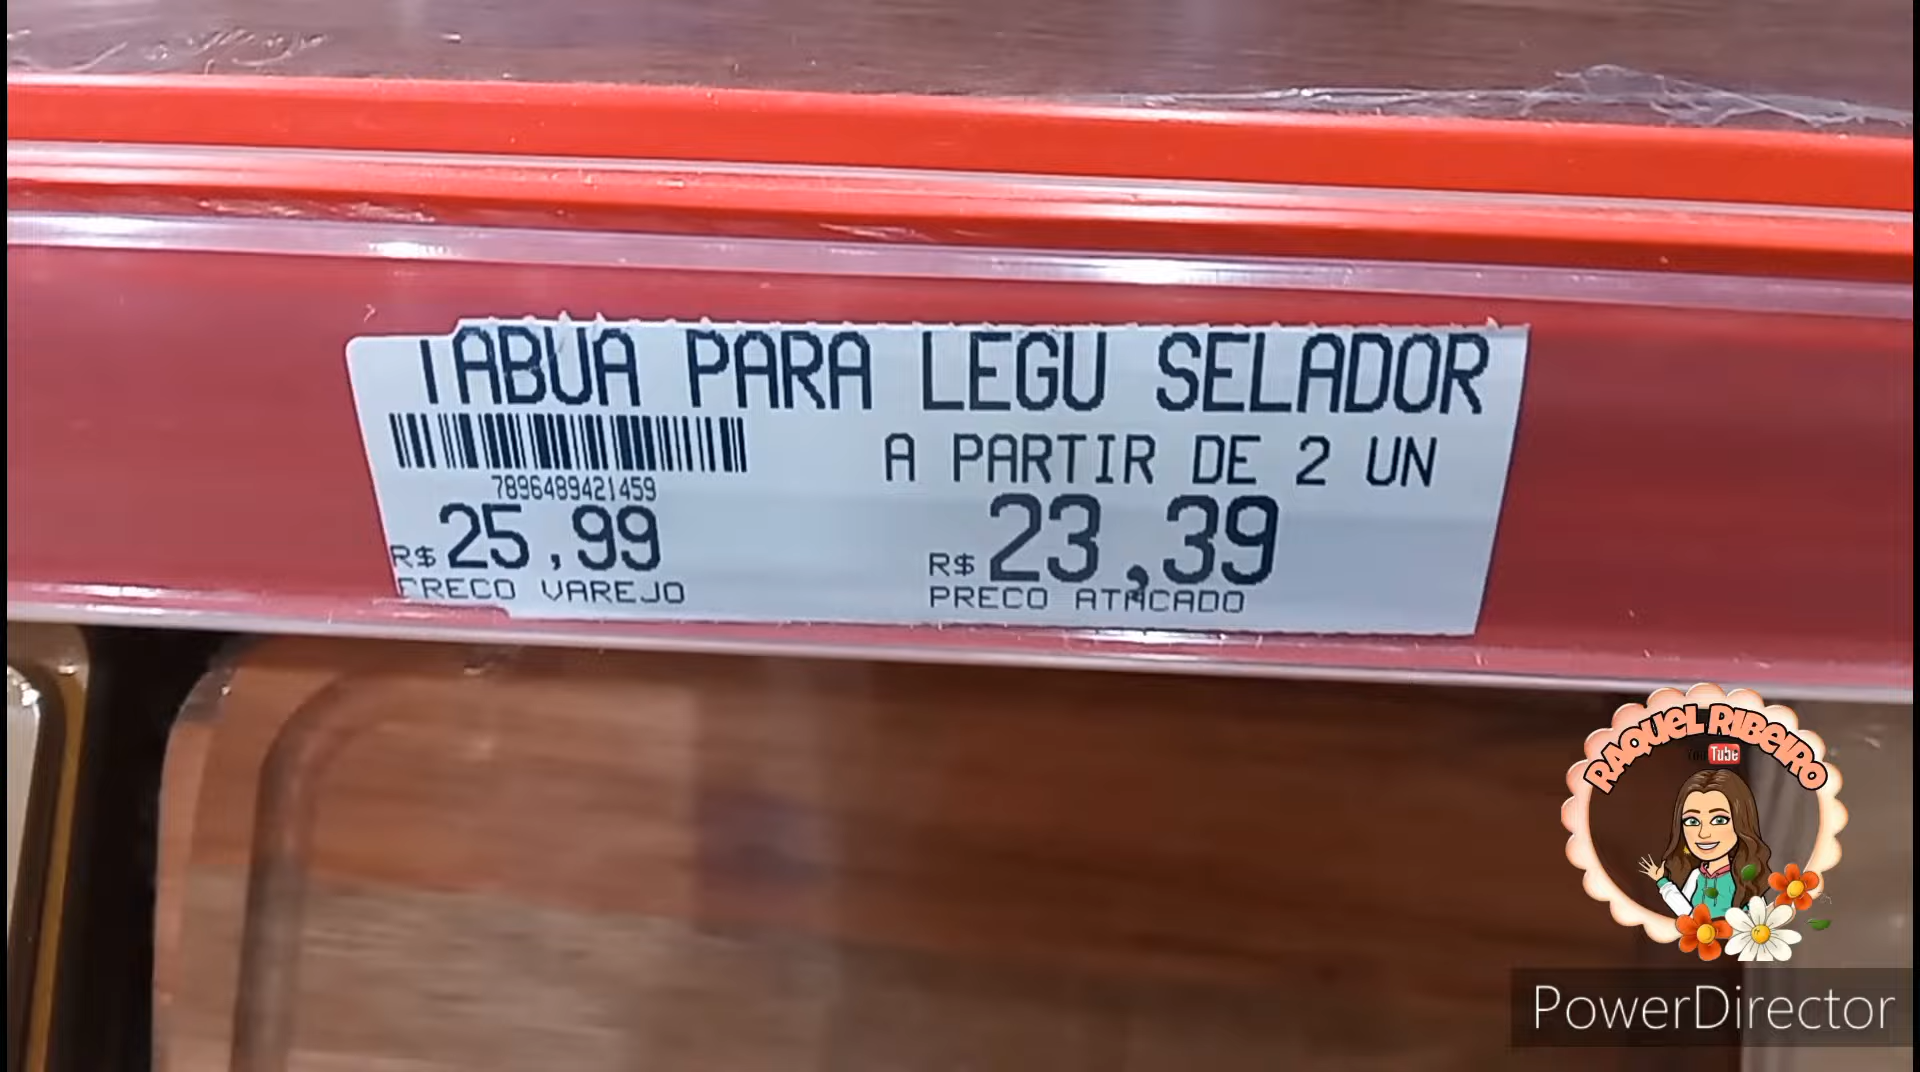 TABUA PARA LEGU SELADOR
7896489421459
A PARTIR DE 2 UN
R$ 25,99
PRECO VAREJO
R$ 23,39
PRECO ATACADO
RAQUEL RIBEIRO
YouTube
PowerDirector